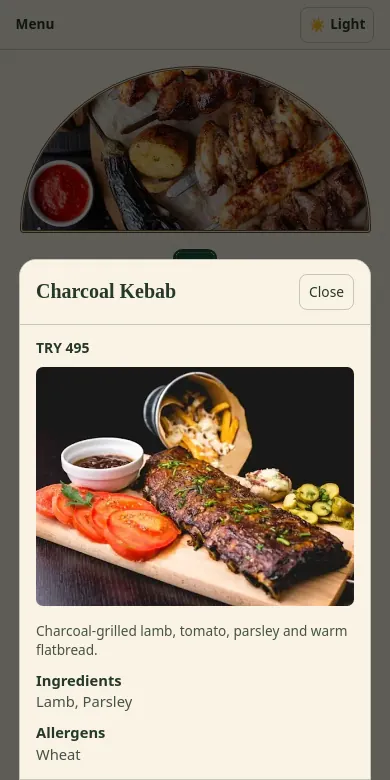 Menu
☀️ Light
Charcoal Kebab
Close
TRY 495
Charcoal-grilled lamb, tomato, parsley and warm
flatbread.
Ingredients
Lamb, Parsley
Allergens
Wheat